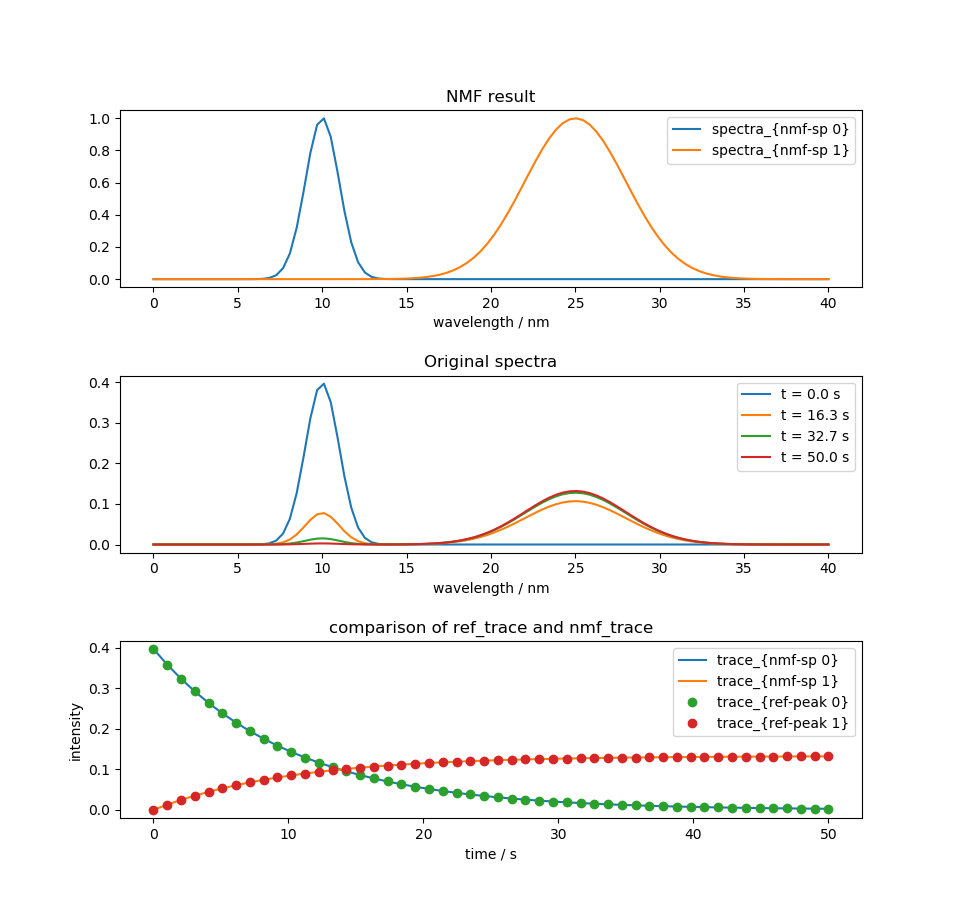 NMF result
1.0
0.8
0.6
0.4
0.2
0.0
spectra_{nmf-sp 0}
spectra_{nmf-sp 1}
0 5 10 15 20 25 30 35 40
wavelength / nm
Original spectra
0.4
0.3
0.2
0.1
0.0
t = 0.0 s
t = 16.3 s
t = 32.7 s
t = 50.0 s
0 5 10 15 20 25 30 35 40
wavelength / nm
comparison of ref_trace and nmf_trace
intensity
0.4
0.3
0.2
0.1
0.0
trace_{nmf-sp 0}
trace_{nmf-sp 1}
trace_{ref-peak 0}
trace_{ref-peak 1}
0 10 20 30 40 50
time / s